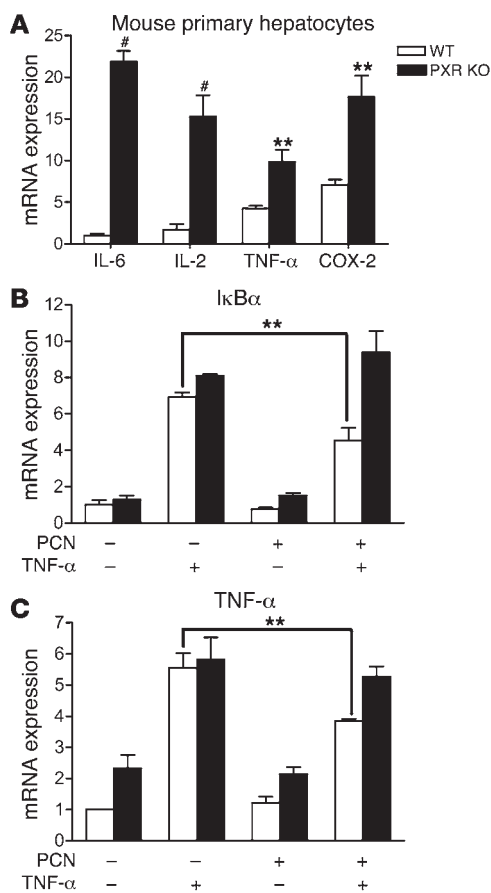 A
Mouse primary hepatocytes
mRNA expression
25
20
15
10
5
0
# # ** **
WT
PXR KO
IL-6 IL-2 TNF-α COX-2
B
IκBα
mRNA expression
12
10
8
6
4
2
0
**
PCN – – + +
TNF-α – + – +
C
TNF-α
mRNA expression
7
6
5
4
3
2
1
0
**
PCN – – + +
TNF-α – + – +